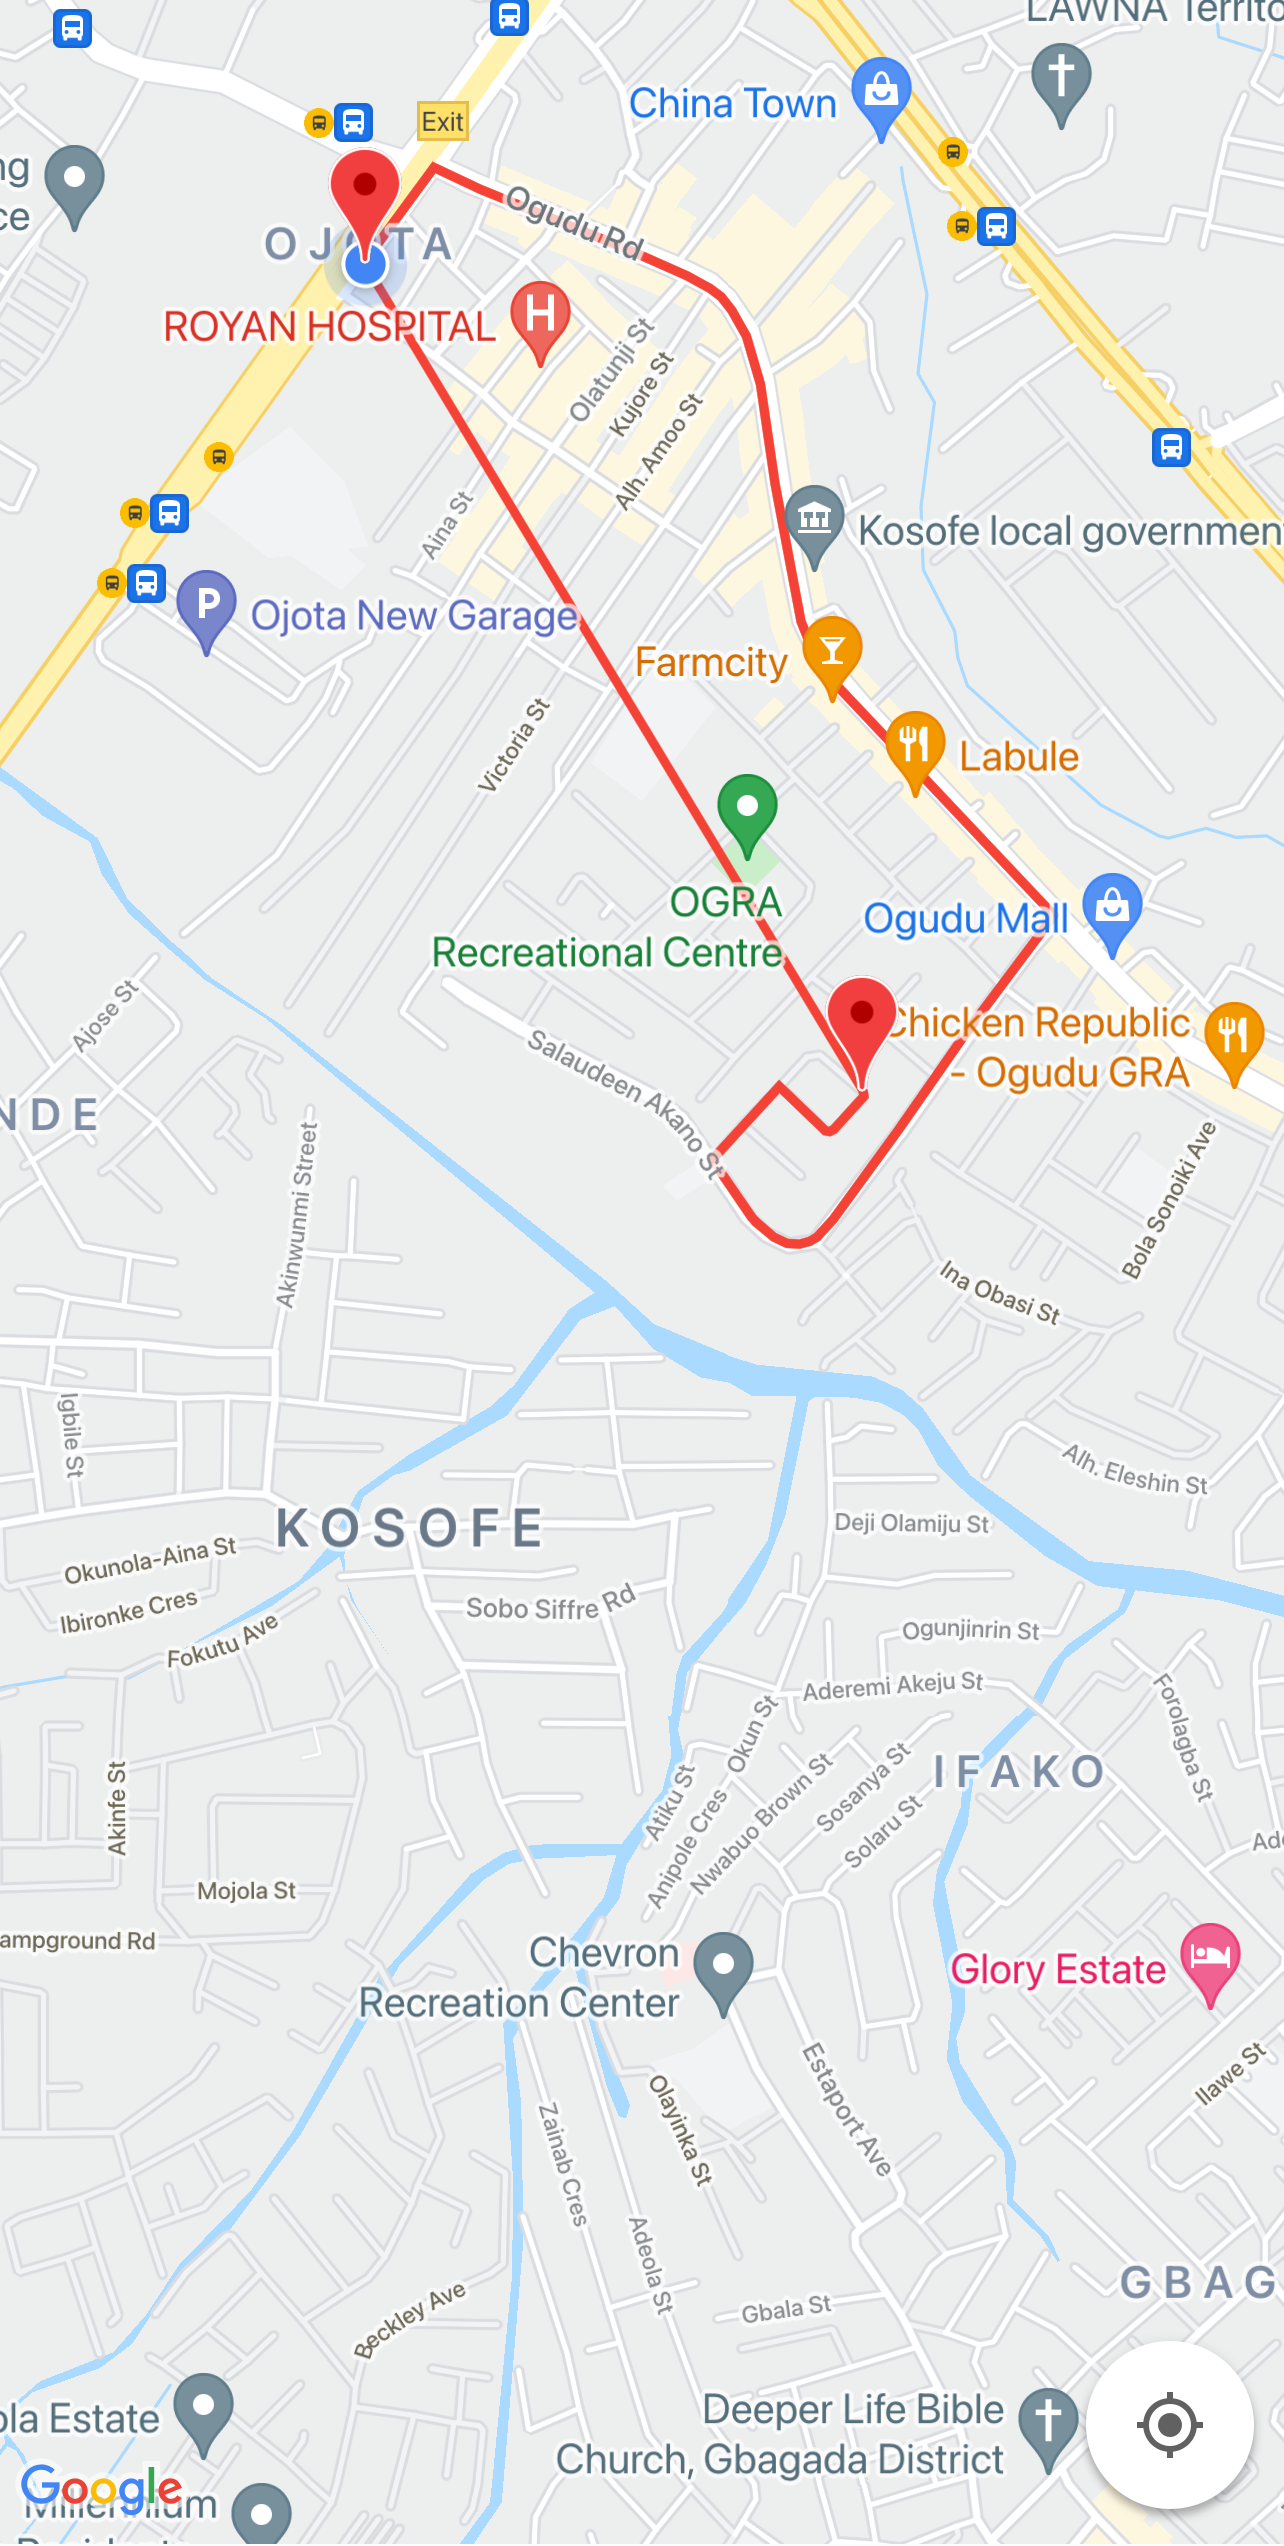 LAWNA Territo
China Town
Exit
ng
ce
Ogudu Rd
OJOTA
ROYAN HOSPITAL
Olatunji St
Kujore St
Alh. Amoo St
Aina St
Kosofe local governmen
Ojota New Garage
Farmcity
Victoria St
Labule
OGRA
Recreational Centre
Ogudu Mall
Ajose St
Chicken Republic
- Ogudu GRA
Salaudeen Akano St
NDE
Akinwunmi Street
Bola Sonoiki Ave
Ina Obasi St
Igbile St
Alh. Eleshin St
KOSOFE
Deji Olamiju St
Okunola-Aina St
Ibironke Cres
Sobo Siffre Rd
Fokutu Ave
Ogunjinrin St
Aderemi Akeju St
Forolagba St
Okun St
IFAKO
Akinfe St
Atiku St
Anipole Cres
Nwabuo Brown St
Sosanya St
Solaru St
Ade
Mojola St
ampground Rd
Chevron
Recreation Center
Glory Estate
Estaport Ave
Ilawe St
Olayinka St
Zainab Cres
Adeola St
GBAG
Gbala St
Beckley Ave
ola Estate
Deeper Life Bible
Church, Gbagada District
Google
Millennium